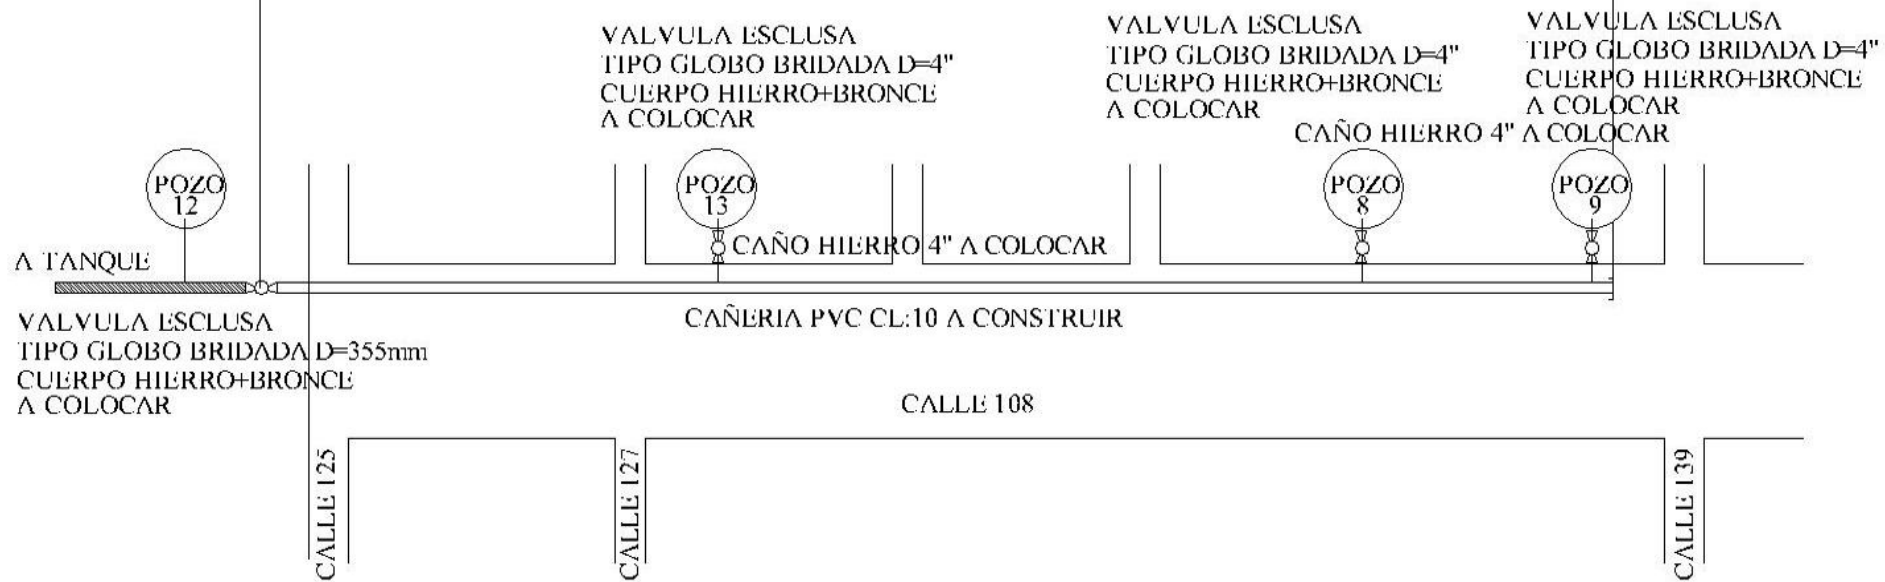 VALVULA ESCLUSA
TIPO GLOBO BRIDADA D=4"
CUERPO HIERRO+BRONCE
A COLOCAR
VALVULA ESCLUSA
TIPO GLOBO BRIDADA D=4"
CUERPO HIERRO+BRONCE
A COLOCAR
VALVULA ESCLUSA
TIPO GLOBO BRIDADA D=4"
CUERPO HIERRO+BRONCE
A COLOCAR
CAÑO HIERRO 4" A COLOCAR
POZO
12
POZO
13
POZO
8
POZO
9
CAÑO HIERRO 4" A COLOCAR
A TANQUE
VALVULA ESCLUSA
TIPO GLOBO BRIDADA D=355mm
CUERPO HIERRO+BRONCE
A COLOCAR
CAÑERIA PVC CL:10 A CONSTRUIR
CALLE 108
CALLE 125
CALLE 127
CALLE 139